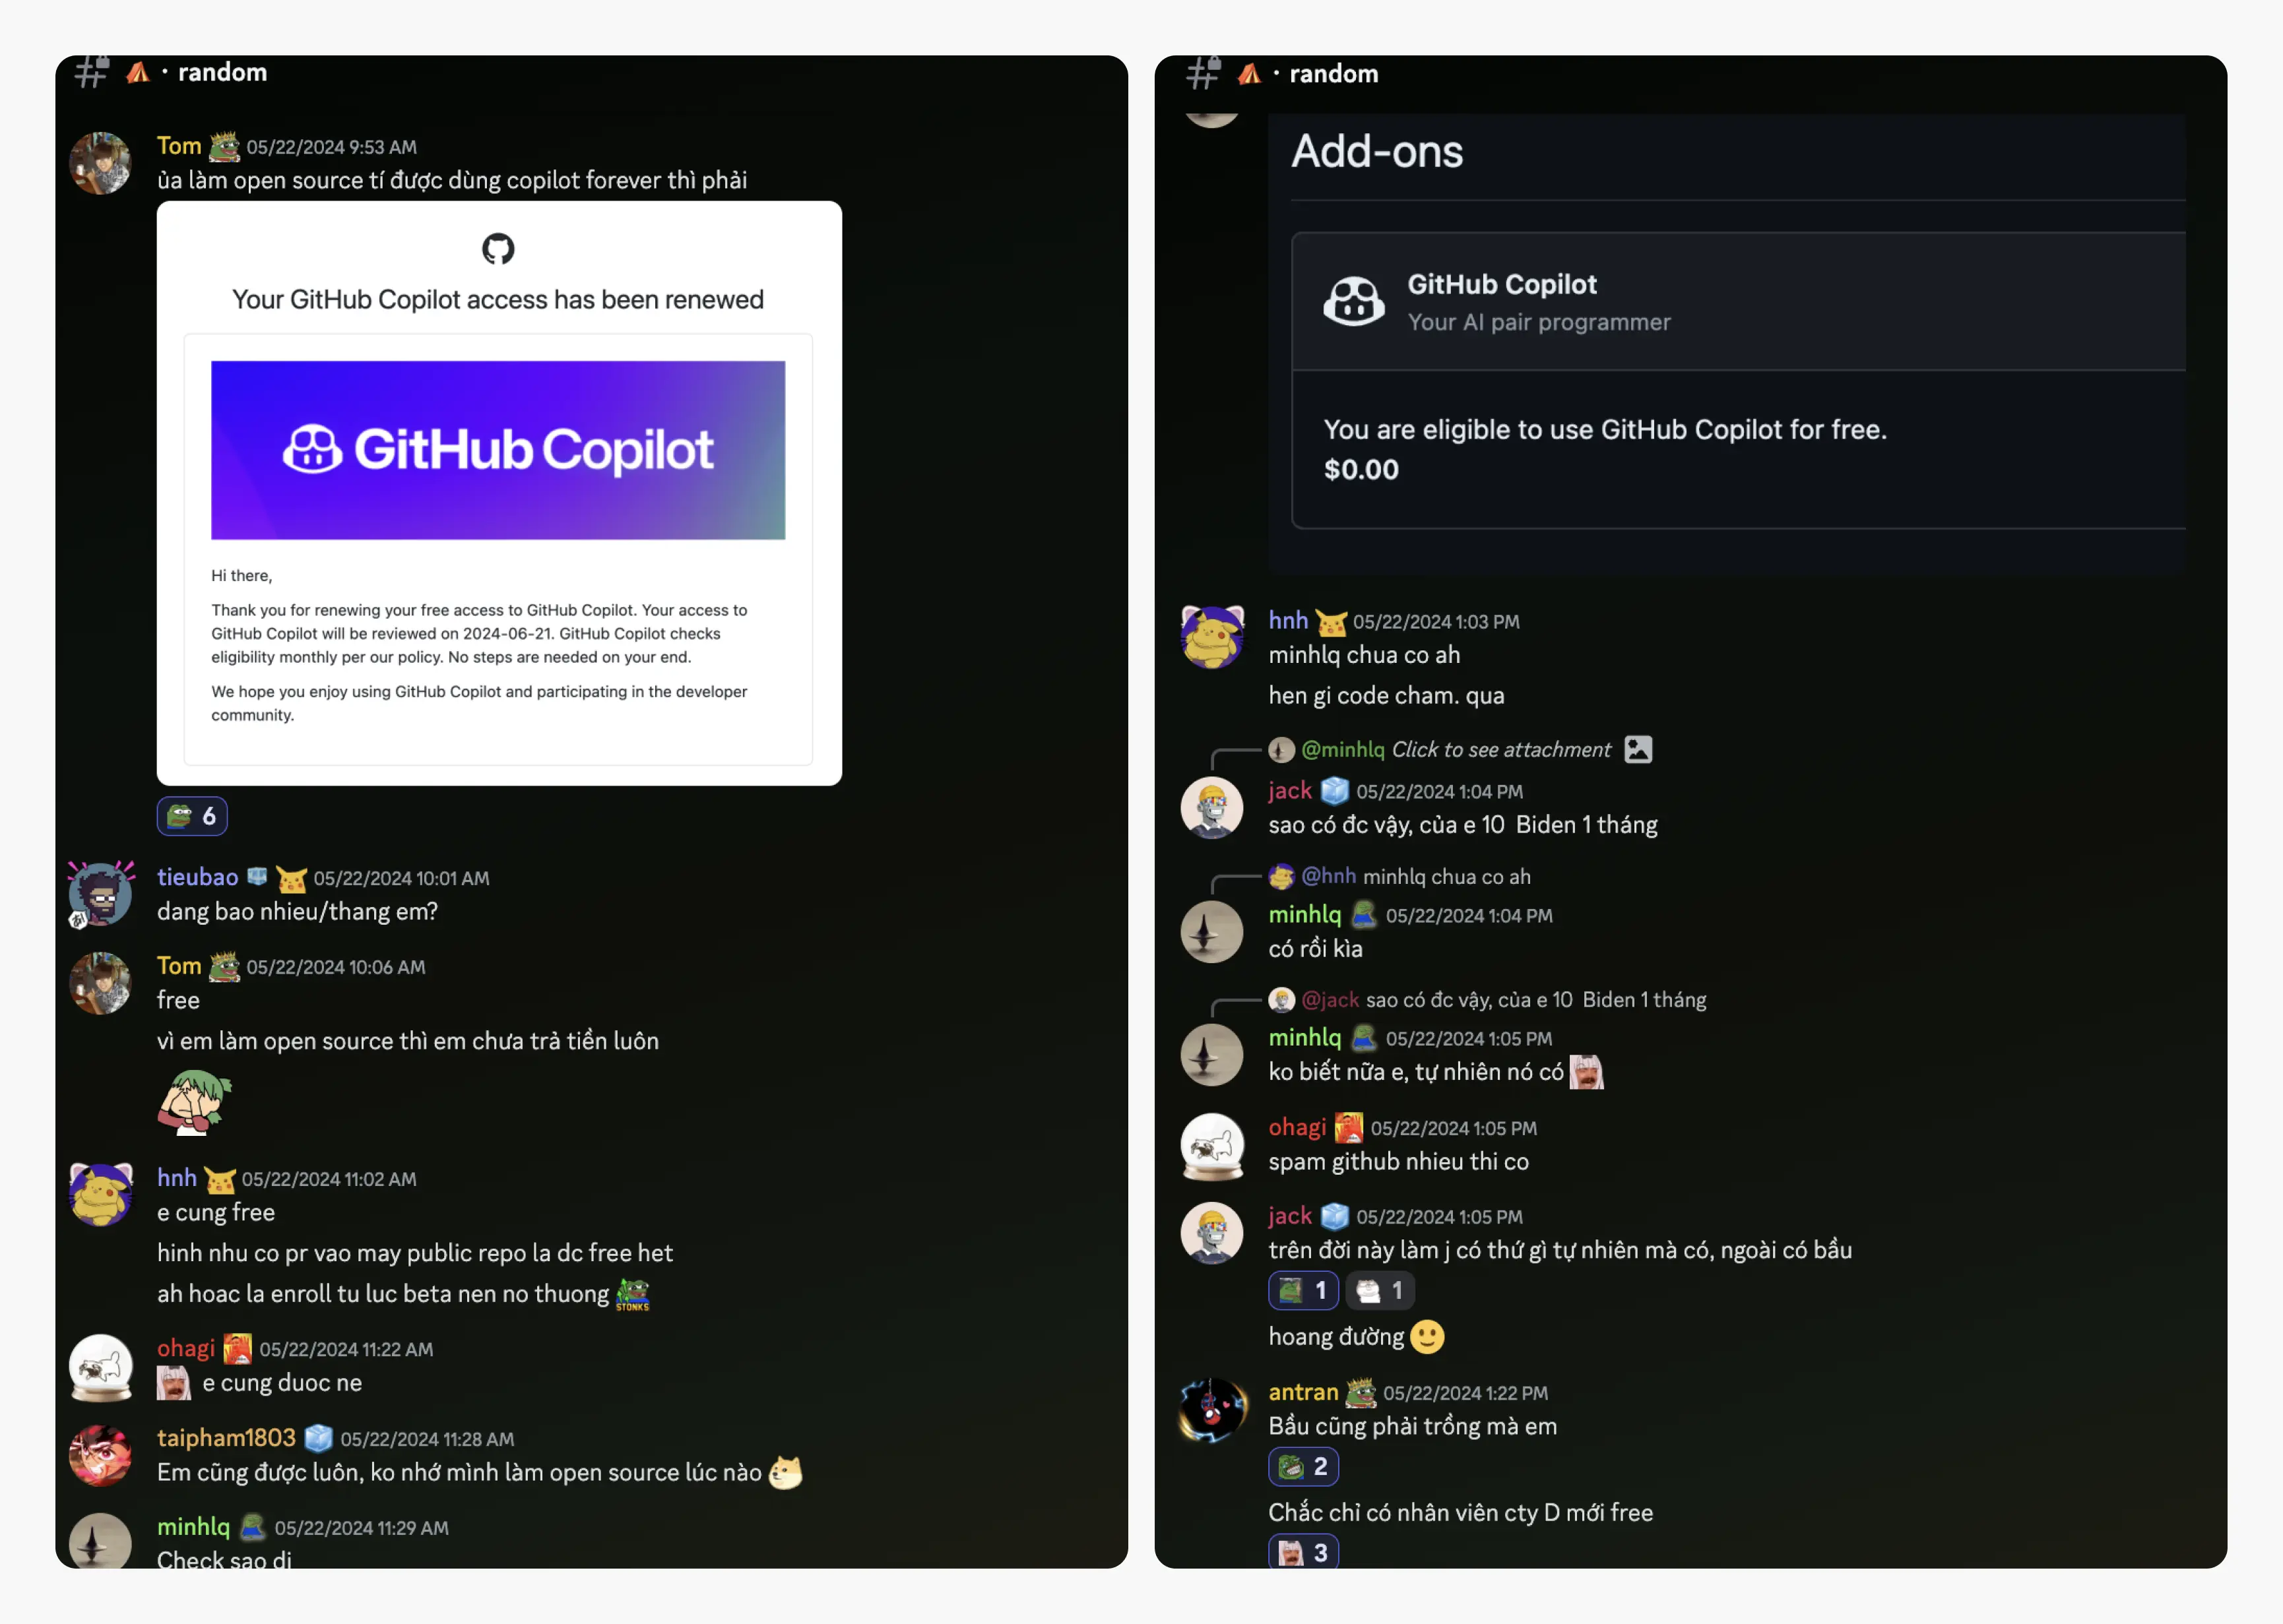 · random
Tom 05/22/2024 9:53 AM
ủa làm open source tí được dùng copilot forever thì phải
Your GitHub Copilot access has been renewed
GitHub Copilot
Hi there,
Thank you for renewing your free access to GitHub Copilot. Your access to
GitHub Copilot will be reviewed on 2024-06-21. GitHub Copilot checks
eligibility monthly per our policy. No steps are needed on your end.
We hope you enjoy using GitHub Copilot and participating in the developer
community.
6
tieubao 05/22/2024 10:01 AM
dang bao nhieu/thang em?
Tom 05/22/2024 10:06 AM
free
vì em làm open source thì em chưa trả tiền luôn
hnh 05/22/2024 11:02 AM
e cung free
hinh nhu co pr vao may public repo la dc free het
ah hoac la enroll tu luc beta nen no thuong
STONKS
ohagi 05/22/2024 11:22 AM
e cung duoc ne
taipham1803 05/22/2024 11:28 AM
Em cũng được luôn, ko nhớ mình làm open source lúc nào
minhlq 05/22/2024 11:29 AM
Check sao dị
· random
Add-ons
GitHub Copilot
Your AI pair programmer
You are eligible to use GitHub Copilot for free.
$0.00
hnh 05/22/2024 1:03 PM
minhlq chua co ah
hen gi code cham. qua
@minhlq Click to see attachment
jack 05/22/2024 1:04 PM
sao có đc vậy, của e 10 Biden 1 tháng
@hnh minhlq chua co ah
minhlq 05/22/2024 1:04 PM
có rồi kìa
@jack sao có đc vậy, của e 10 Biden 1 tháng
minhlq 05/22/2024 1:05 PM
ko biết nữa e, tự nhiên nó có
ohagi 05/22/2024 1:05 PM
spam github nhieu thi co
jack 05/22/2024 1:05 PM
trên đời này làm j có thứ gì tự nhiên mà có, ngoài có bầu
1 1
hoang đường
antran 05/22/2024 1:22 PM
Bầu cũng phải trồng mà em
2
Chắc chỉ có nhân viên cty D mới free
3